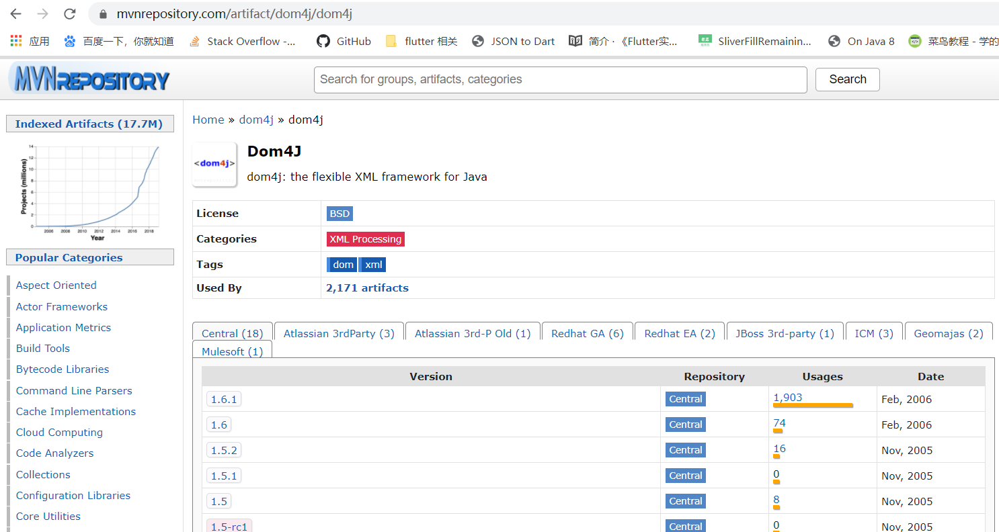 mvnrepository.com/artifact/dom4j/dom4j
应用 百度一下，你就知道 Stack Overflow -... GitHub flutter 相关 JSON to Dart 简介 · 《Flutter实... SliverFillRemainin... On Java 8 菜鸟教程 - 学的
MVNREPOSITORY
Search for groups, artifacts, categories
Search
Indexed Artifacts (17.7M)
Projects (millions)
14
12
10
8
6
4
2
0
2006 2008 2010 2012 2014 2016 2018
Year
Popular Categories
Aspect Oriented
Actor Frameworks
Application Metrics
Build Tools
Bytecode Libraries
Command Line Parsers
Cache Implementations
Cloud Computing
Code Analyzers
Collections
Configuration Libraries
Core Utilities
Home » dom4j » dom4j
<dom4j>
Dom4J
dom4j: the flexible XML framework for Java
License BSD
Categories XML Processing
Tags dom xml
Used By 2,171 artifacts
Central (18) Atlassian 3rdParty (3) Atlassian 3rd-P Old (1) Redhat GA (6) Redhat EA (2) JBoss 3rd-party (1) ICM (3) Geomajas (2)
Mulesoft (1)
Version Repository Usages Date
1.6.1 Central 1,903 Feb, 2006
1.6 Central 74 Feb, 2006
1.5.2 Central 16 Nov, 2005
1.5.1 Central 0 Nov, 2005
1.5 Central 8 Nov, 2005
1.5-rc1 Central 0 Nov, 2005